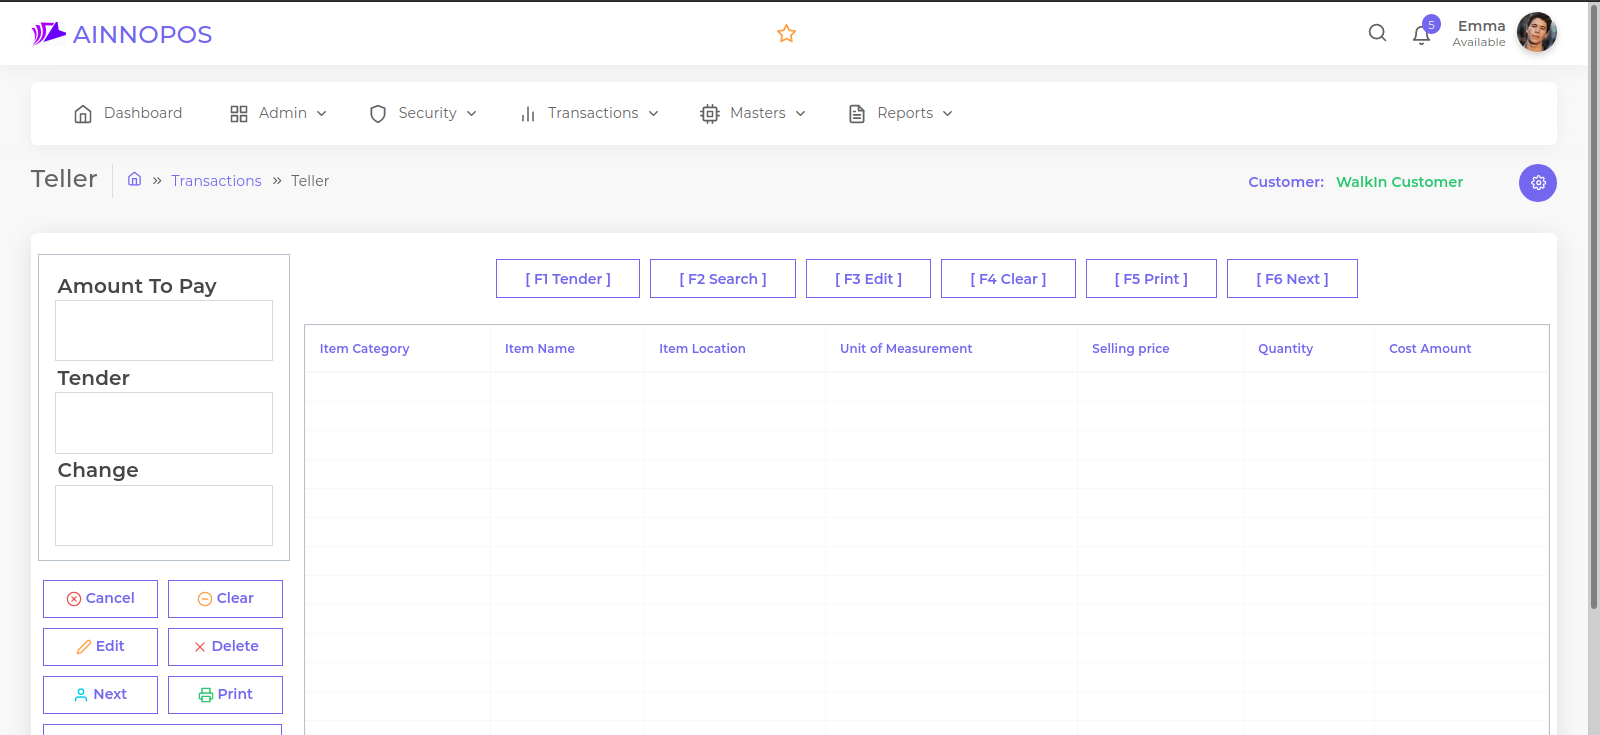 AINNOPOS
5
Emma
Available
Dashboard Admin Security Transactions Masters Reports
Teller » Transactions » Teller
Customer: WalkIn Customer
Amount To Pay
Tender
Change
Cancel Clear
Edit Delete
Next Print
[ F1 Tender ] [ F2 Search ] [ F3 Edit ] [ F4 Clear ] [ F5 Print ] [ F6 Next ]
Item Category Item Name Item Location Unit of Measurement Selling price Quantity Cost Amount